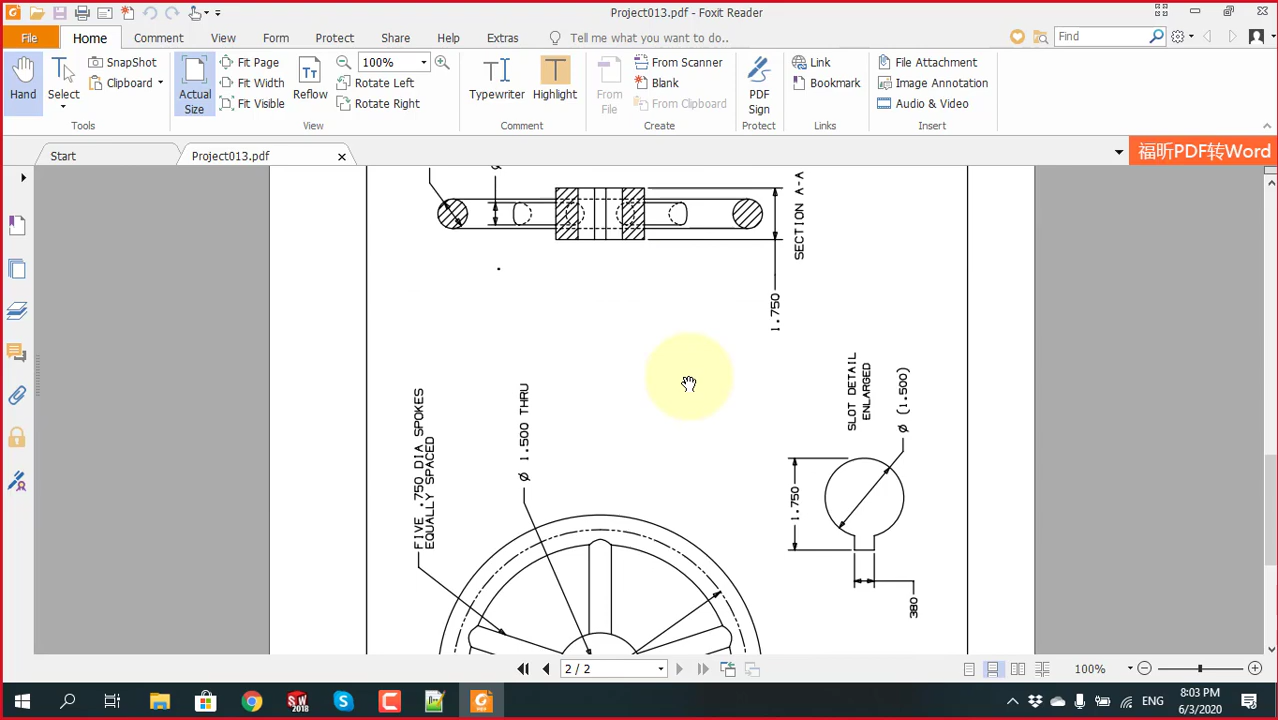 Project013.pdf - Foxit Reader
File
Home
Comment
View
Form
Protect
Share
Help
Extras
Tell me what you want to do..
Find
Hand
Select
SnapShot
Clipboard
Tools
Actual
Size
Fit Page
Fit Width
Fit Visible
Reflow
100%
Rotate Left
Rotate Right
View
Typewriter
Highlight
Comment
From
File
From Scanner
Blank
From Clipboard
Create
PDF
Sign
Protect
Link
Bookmark
Links
File Attachment
Image Annotation
Audio & Video
Insert
Start
Project013.pdf
福昕PDF转Word
SECTION A-A
1.750
FIVE .750 DIA SPOKES
EQUALLY SPACED
Ø 1.500 THRU
SLOT DETAIL
ENLARGED
Ø (1.500)
1.750
380
2 / 2
100%
SW
2018
ENG
8:03 PM
6/3/2020